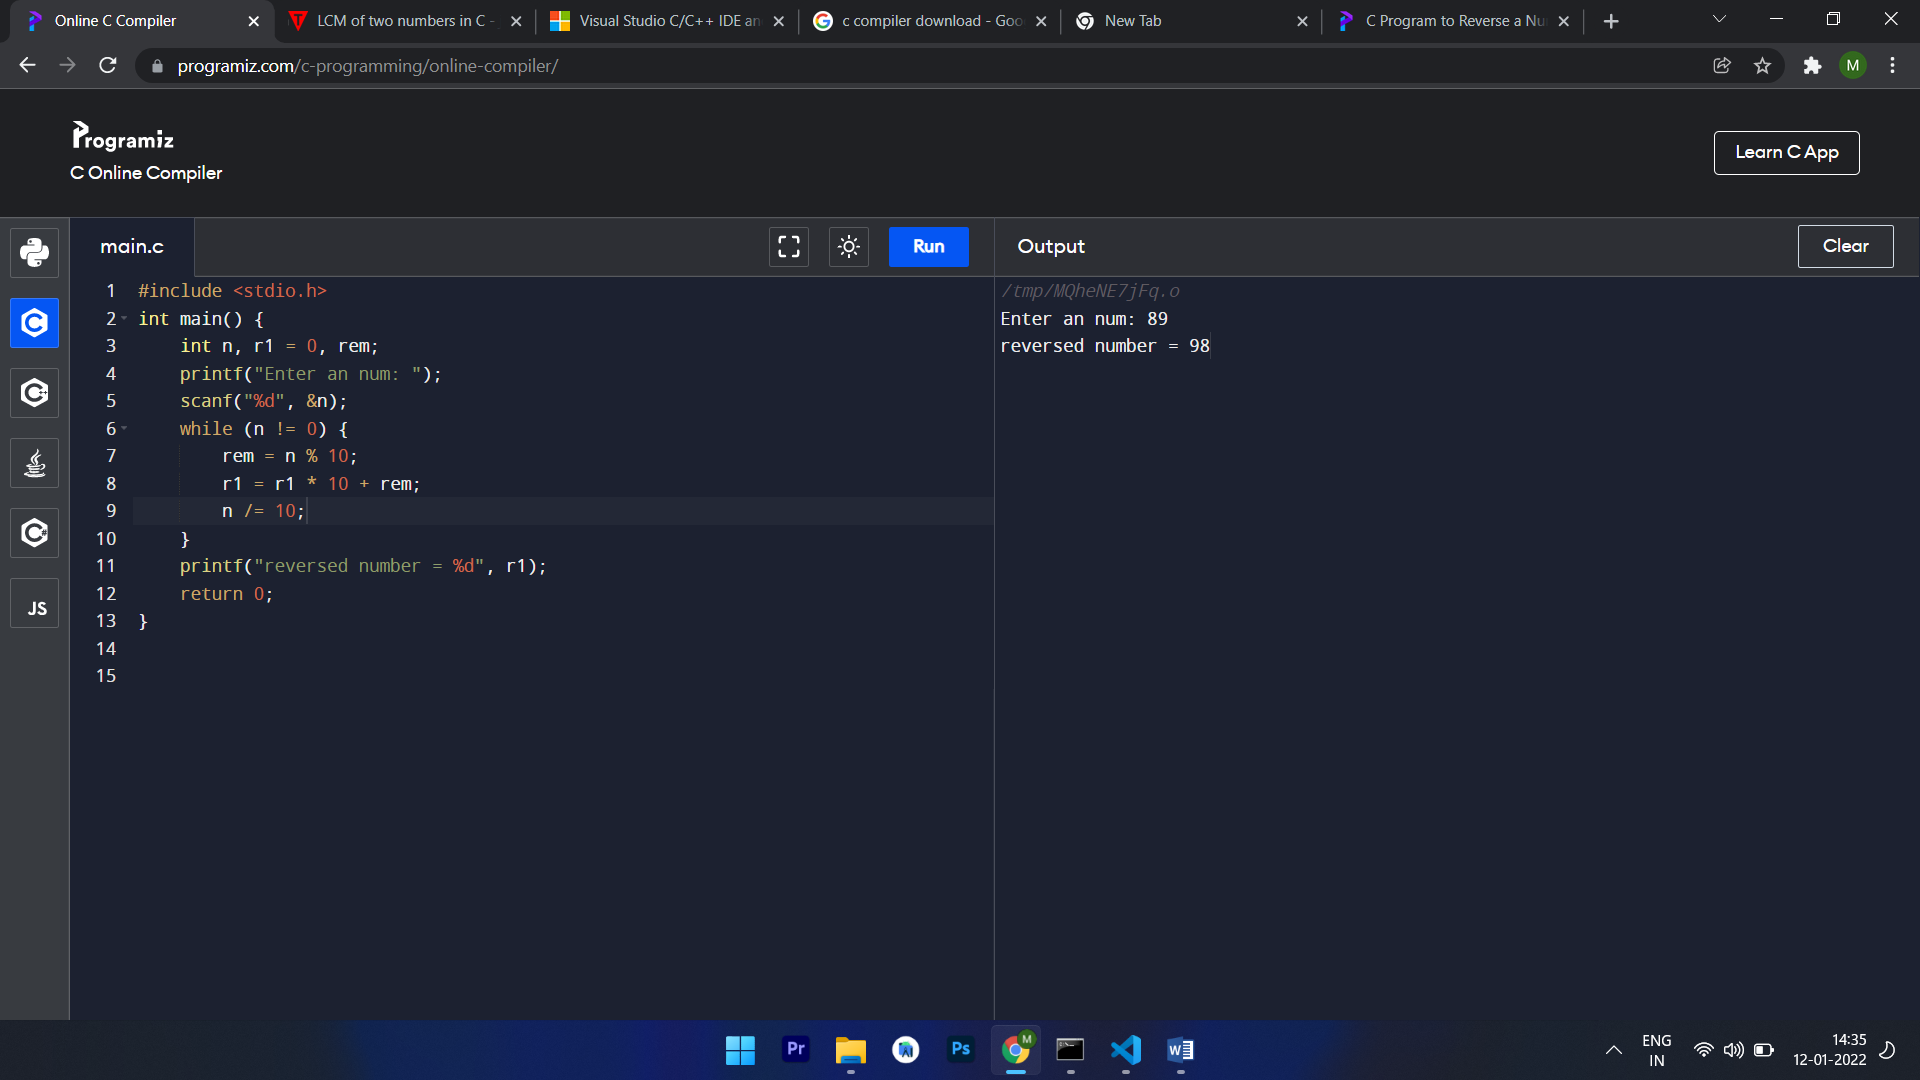 Online C Compiler
LCM of two numbers in C -
Visual Studio C/C++ IDE an
c compiler download - Goo
New Tab
C Program to Reverse a Nu
programiz.com/c-programming/online-compiler/
M
Programiz
C Online Compiler
Learn C App
main.c
Run
Output
Clear
1 #include <stdio.h>
2 int main() {
3 int n, r1 = 0, rem;
4 printf("Enter an num: ");
5 scanf("%d", &n);
6 while (n != 0) {
7 rem = n % 10;
8 r1 = r1 * 10 + rem;
9 n /= 10;
10 }
11 printf("reversed number = %d", r1);
12 return 0;
13 }
14
15
/tmp/MQheNE7jFq.o
Enter an num: 89
reversed number = 98
JS
Pr
Ps
M
W
ENG
IN
14:35
12-01-2022